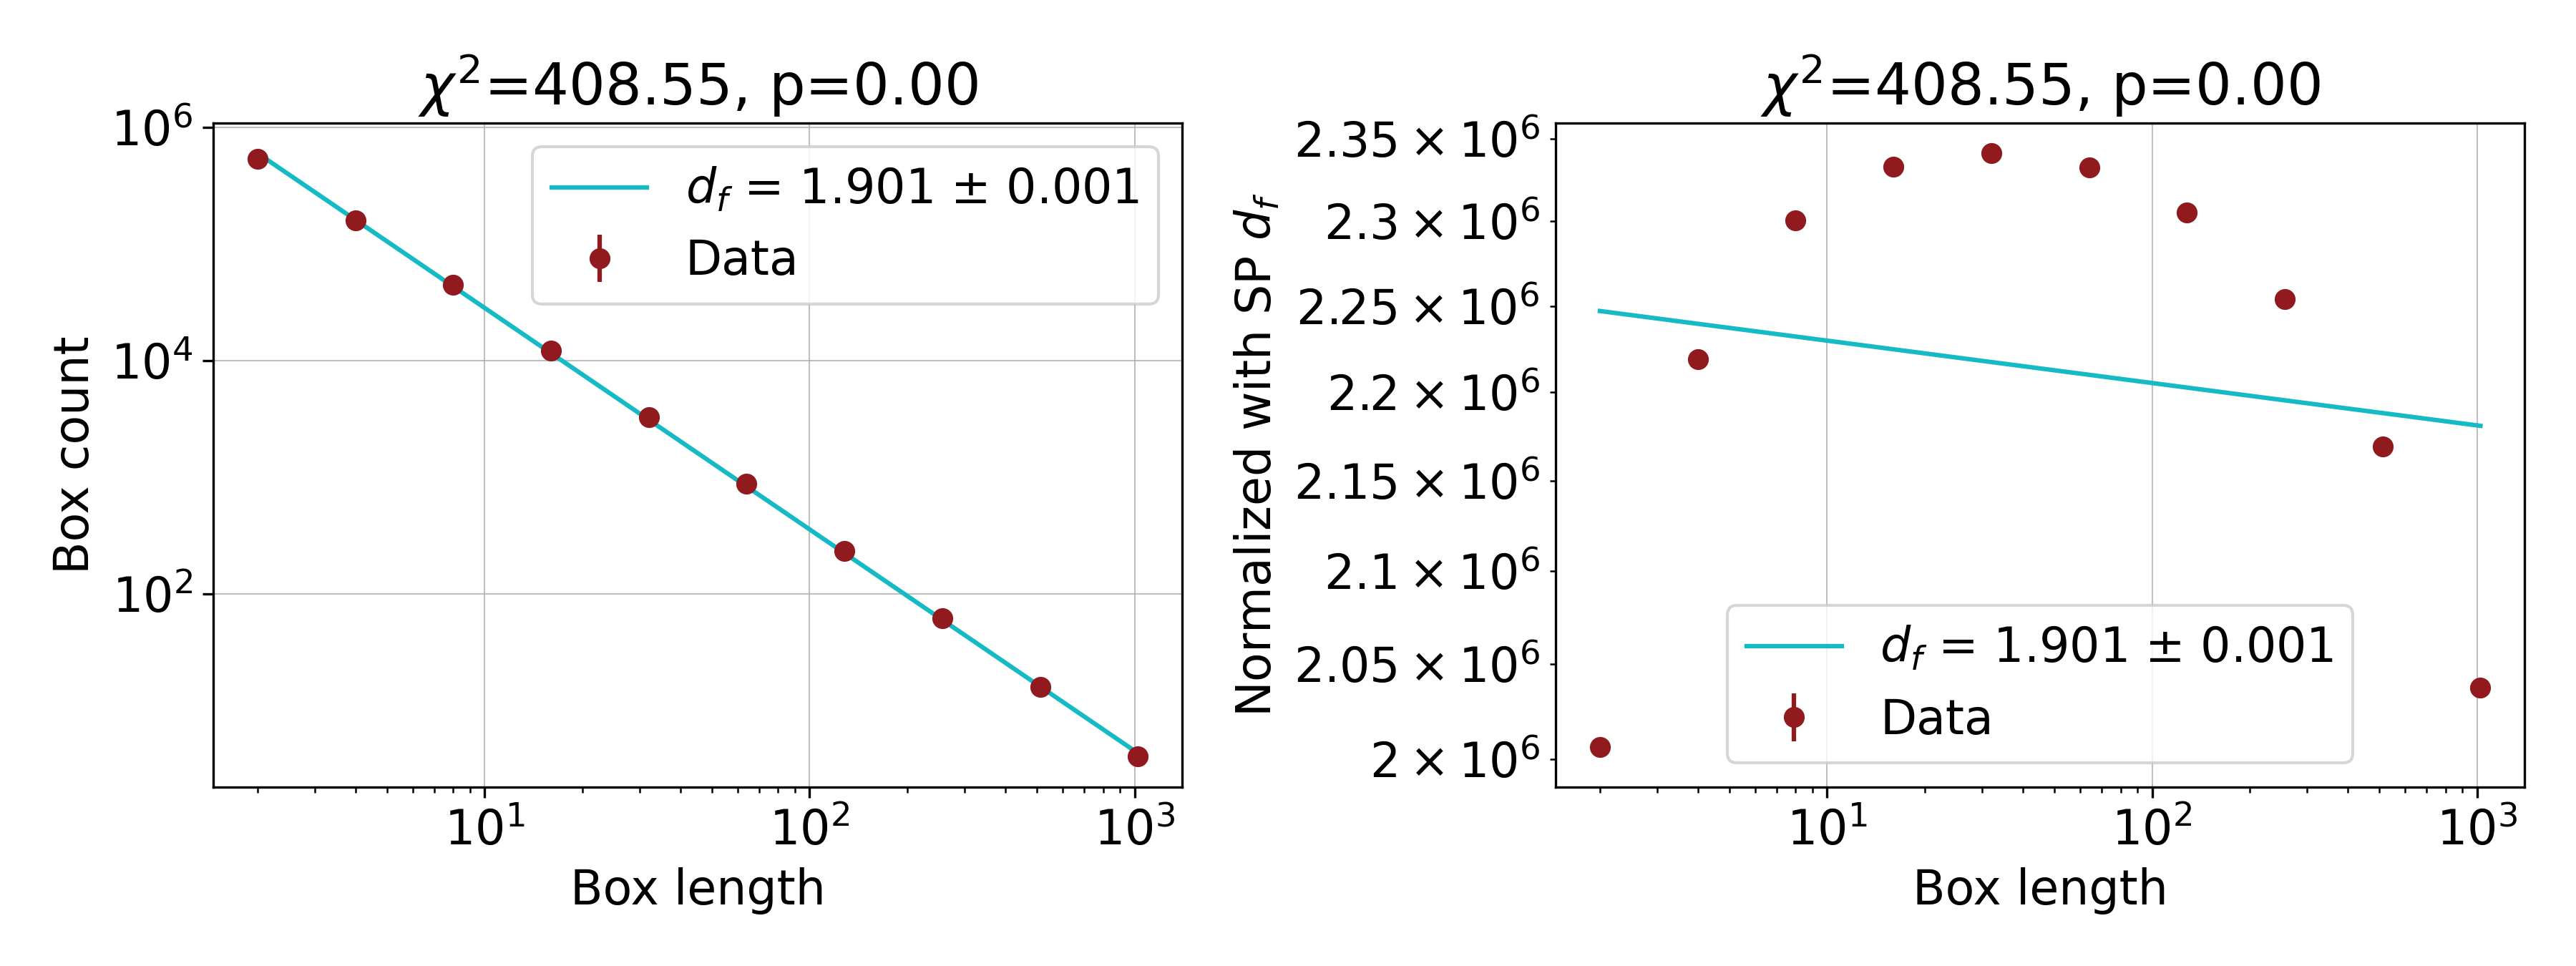 χ²=408.55, p=0.00
10⁶
10⁴
10²
Box count
d_f = 1.901 ± 0.001
Data
10¹ 10² 10³
Box length
χ²=408.55, p=0.00
2.35 × 10⁶
2.3 × 10⁶
2.25 × 10⁶
2.2 × 10⁶
2.15 × 10⁶
2.1 × 10⁶
2.05 × 10⁶
2 × 10⁶
Normalized with SP d_f
d_f = 1.901 ± 0.001
Data
10¹ 10² 10³
Box length